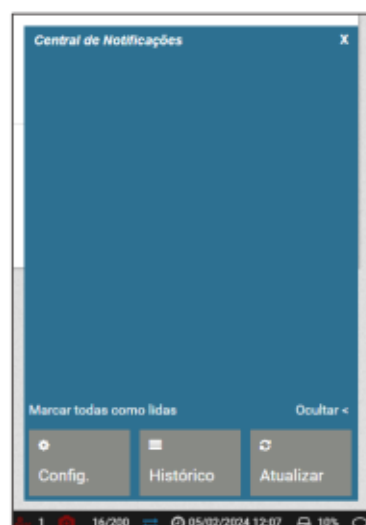 Central de Notificações X
Marcar todas como lidas Ocultar <
Config. Histórico Atualizar
1 16/200 05/02/2024 12:07 10%